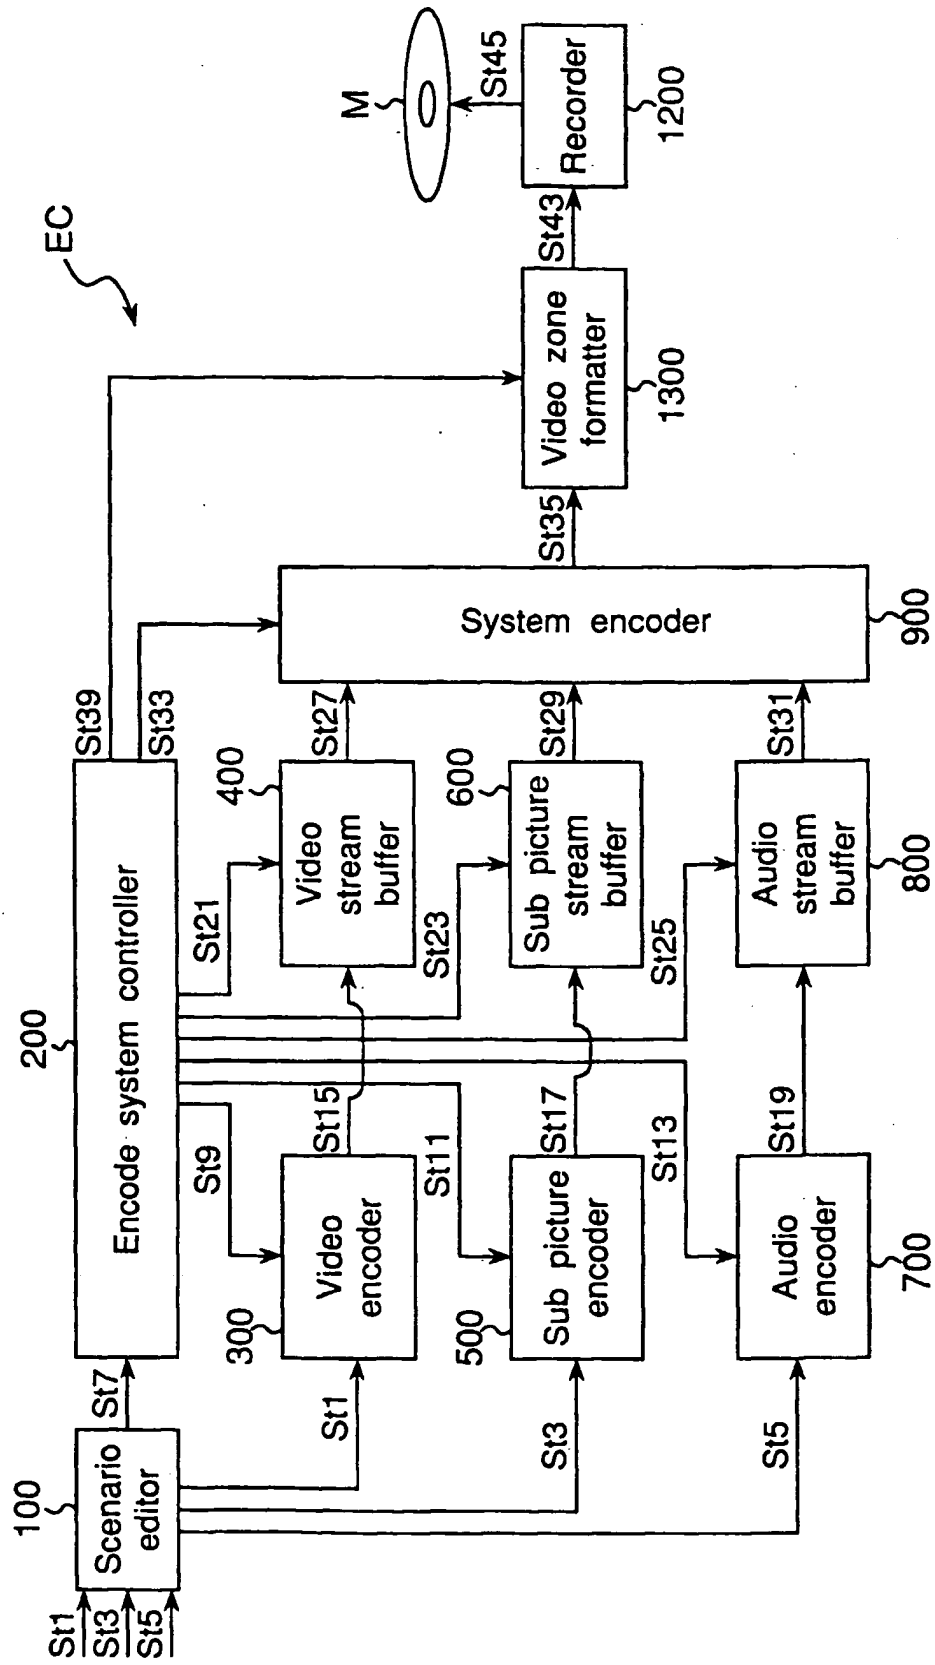 EC
100
Scenario
editor
St1
St3
St5
St7
200
Encode system controller
St39
St33
St9
St21
St11
St23
St13
St25
St1
300
Video
encoder
St15
400
Video
stream
buffer
St27
St3
500
Sub picture
encoder
St17
600
Sub picture
stream
buffer
St29
St5
Audio
encoder
700
St19
Audio
stream
buffer
800
St31
System encoder
900
St35
Video zone
formatter
1300
St43
Recorder
1200
St45
M